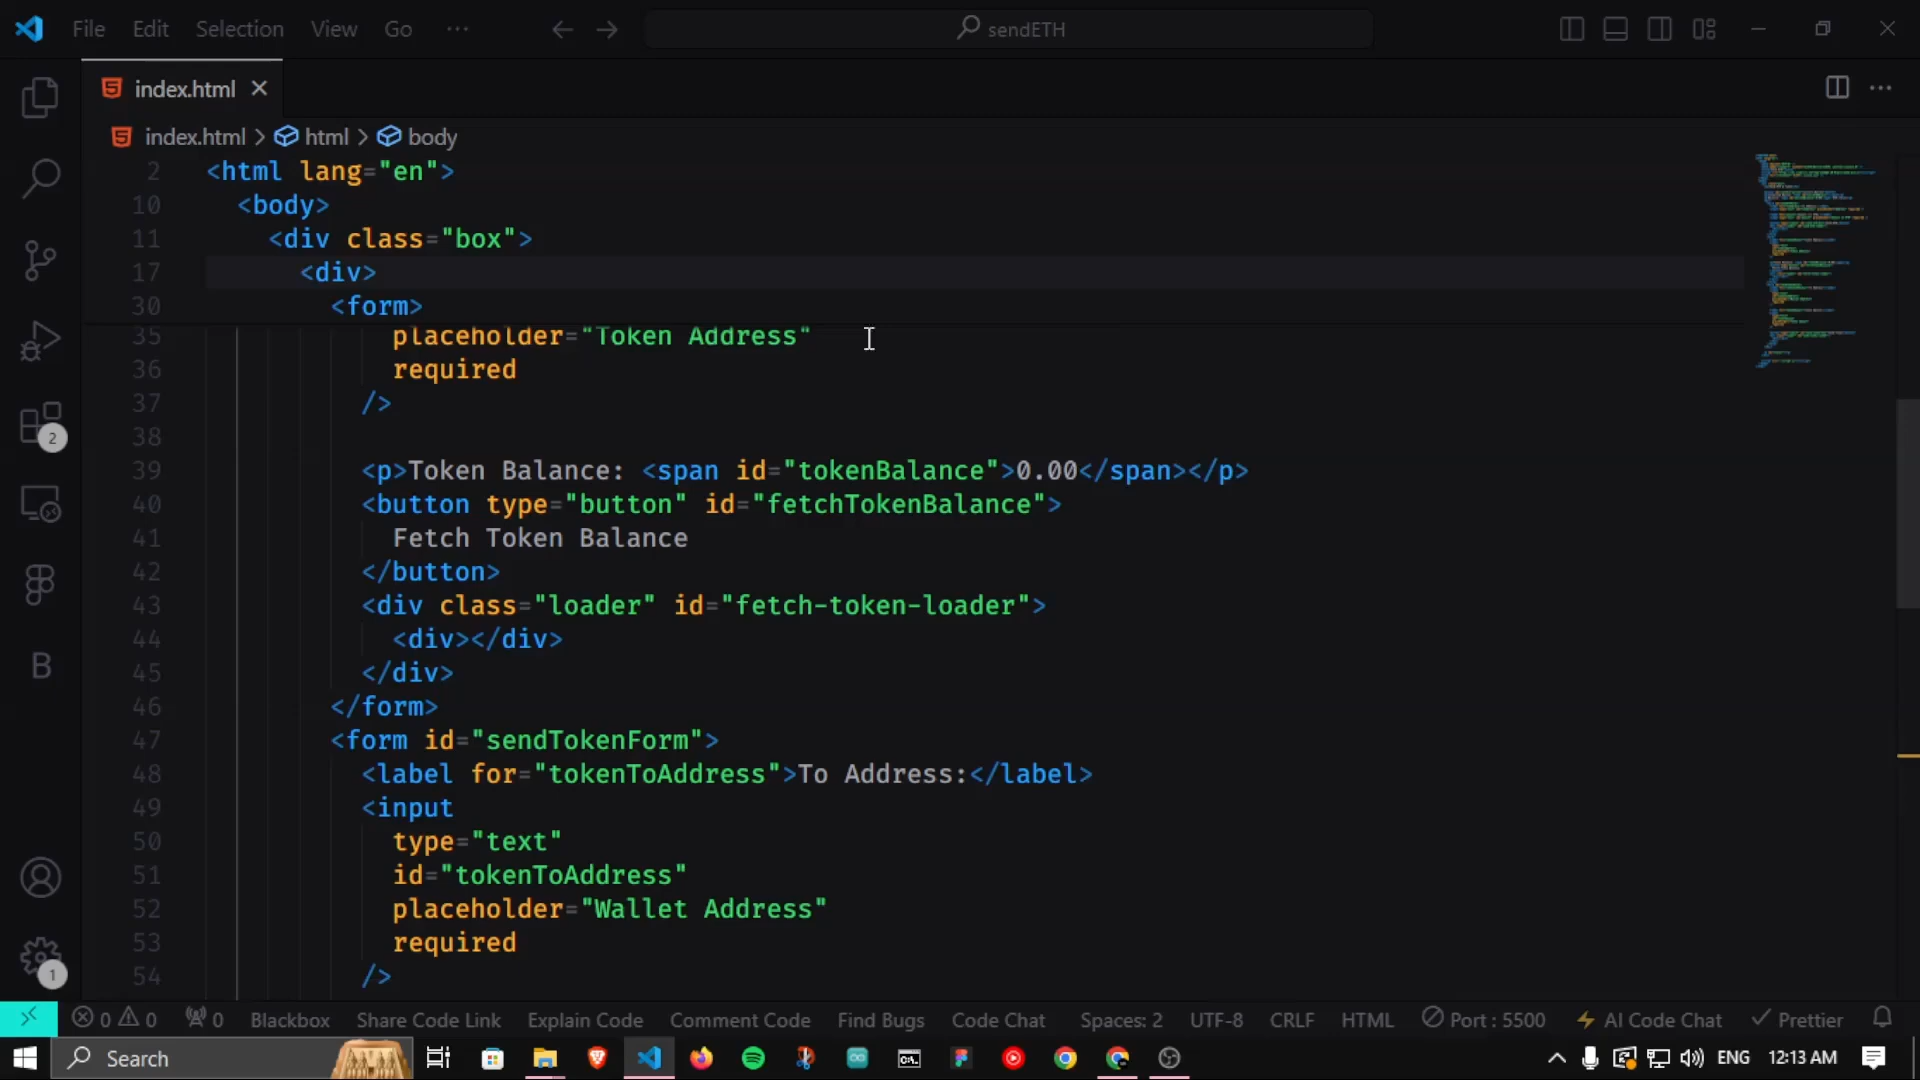 File Edit Selection View Go ··· sendETH
index.html
index.html > html > body
2 <html lang="en">
10 <body>
11 <div class="box">
17 <div>
30 <form>
35 placeholder="Token Address"
36 required
37 />
38
39 <p>Token Balance: <span id="tokenBalance">0.00</span></p>
40 <button type="button" id="fetchTokenBalance">
41 Fetch Token Balance
42 </button>
43 <div class="loader" id="fetch-token-loader">
44 <div></div>
45 </div>
46 </form>
47 <form id="sendTokenForm">
48 <label for="tokenToAddress">To Address:</label>
49 <input
50 type="text"
51 id="tokenToAddress"
52 placeholder="Wallet Address"
53 required
54 />
2
B
1
0 0 0 Blackbox Share Code Link Explain Code Comment Code Find Bugs Code Chat Spaces: 2 UTF-8 CRLF HTML Port : 5500 AI Code Chat Prettier
Search ENG 12:13 AM